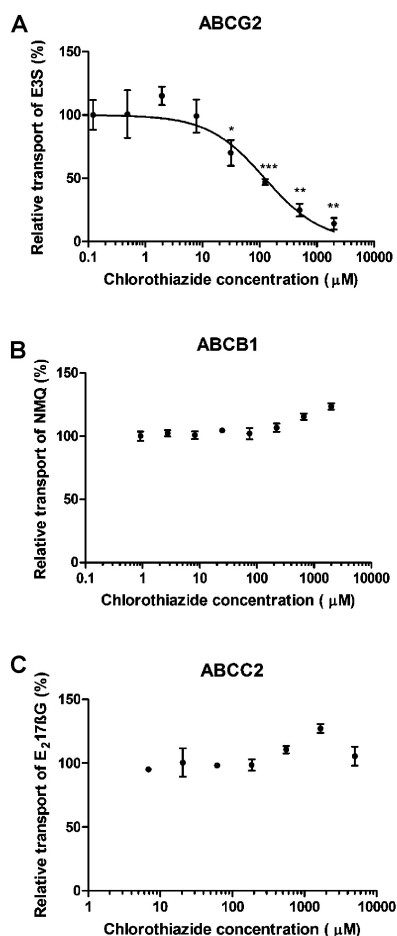 A
ABCG2
Relative transport of E3S (%)
150
100
50
0
*
***
**
**
0.1 1 10 100 1000 10000
Chlorothiazide concentration ( μM)
B
ABCB1
Relative transport of NMQ (%)
150
100
50
0
0.1 1 10 100 1000 10000
Chlorothiazide concentration ( μM)
C
ABCC2
Relative transport of E₂17ßG (%)
150
100
50
0
1 10 100 1000 10000
Chlorothiazide concentration ( μM)